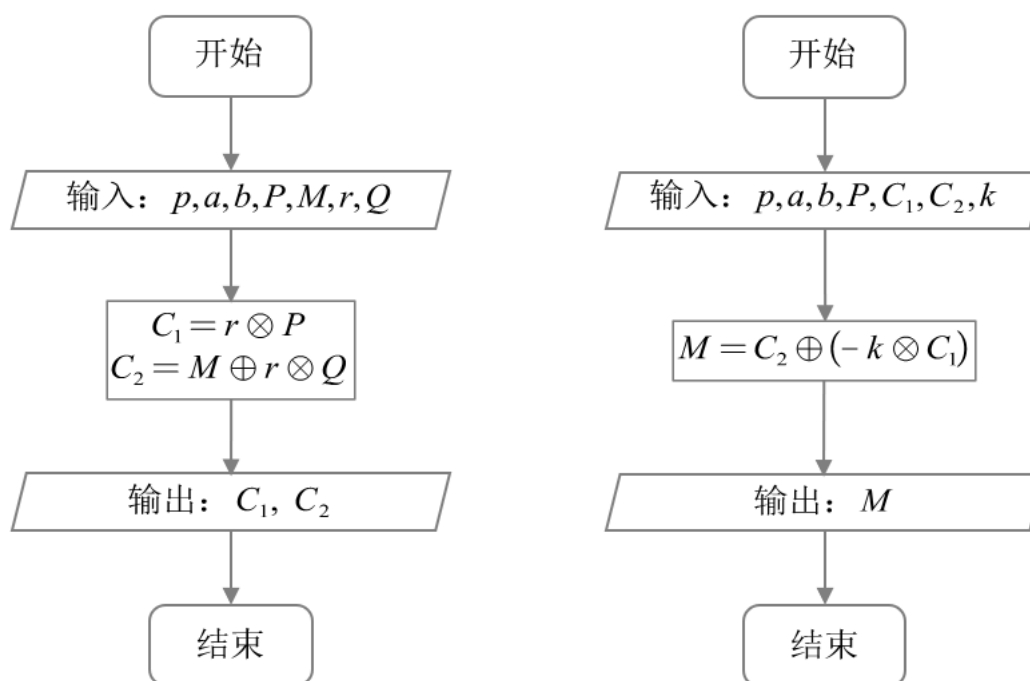 开始
输入：p,a,b,P,M,r,Q
C₁=r⊗P
C₂=M⊕r⊗Q
输出：C₁, C₂
结束
开始
输入：p,a,b,P,C₁,C₂,k
M=C₂⊕(−k⊗C₁)
输出：M
结束